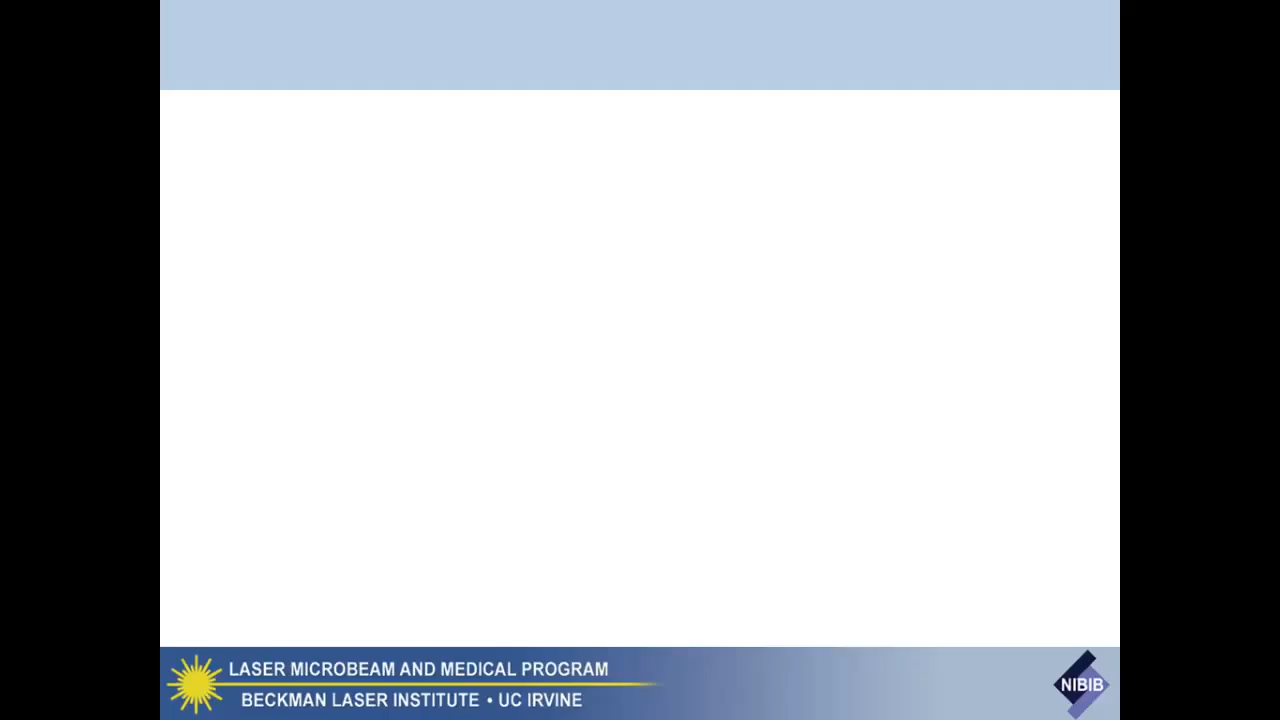 LASER MICROBEAM AND MEDICAL PROGRAM
BECKMAN LASER INSTITUTE • UC IRVINE
NIBIB